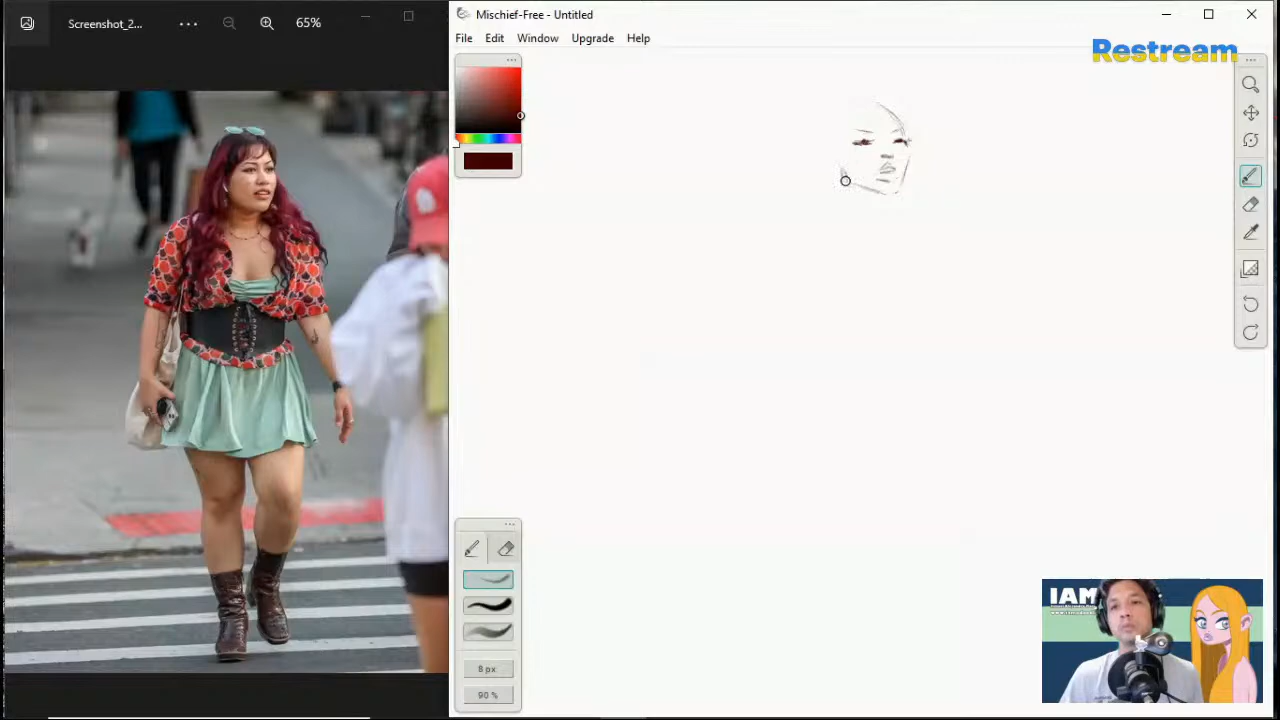 Screenshot_2...
65%
Mischief-Free - Untitled
File Edit Window Upgrade Help
Restream
8 px
90 %
IAM